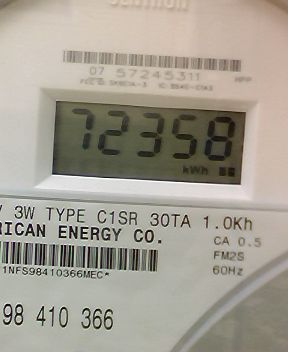 07 57245311
72358
kWh
V 3W TYPE C1SR 30TA 1.0Kh
RICAN ENERGY CO.
CA 0.5
FM2S
60Hz
1NFS98410366MEC*
98 410 366